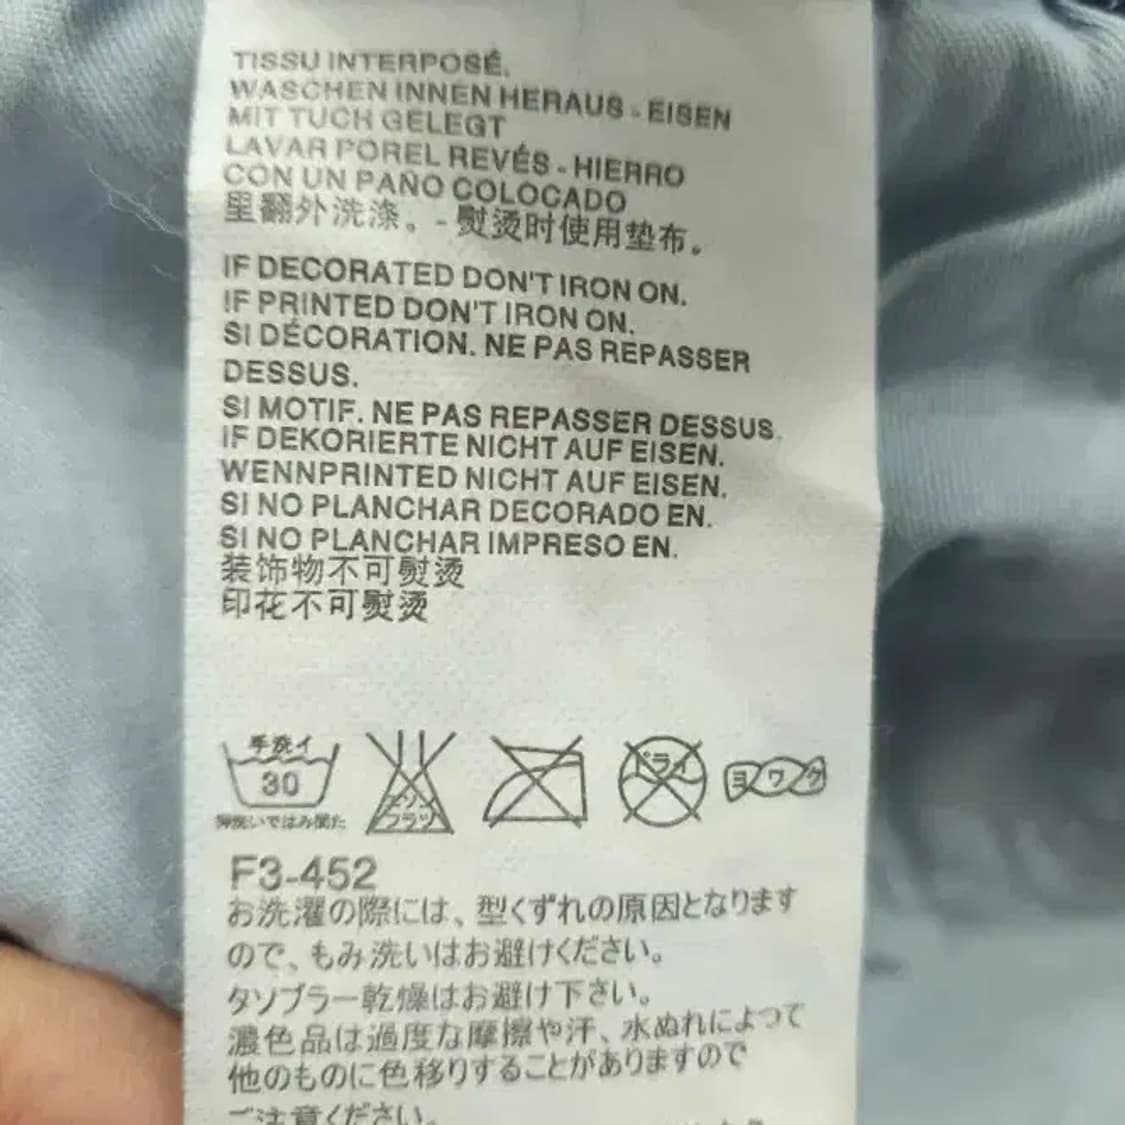 TISSU INTERPOSÉ.
WASCHEN INNEN HERAUS - EISEN
MIT TUCH GELEGT
LAVAR POREL REVÉS - HIERRO
CON UN PAÑO COLOCADO
里翻外洗涤。- 熨烫时使用垫布。
IF DECORATED DON'T IRON ON.
IF PRINTED DON'T IRON ON.
SI DÉCORATION. NE PAS REPASSER
DESSUS.
SI MOTIF. NE PAS REPASSER DESSUS.
IF DEKORIERTE NICHT AUF EISEN.
WENNPRINTED NICHT AUF EISEN.
SI NO PLANCHAR DECORADO EN.
SI NO PLANCHAR IMPRESO EN.
装饰物不可熨烫
印花不可熨烫
手洗イ
30
ドライ
ヨワク
F3-452
お洗濯の際には、型くずれの原因となります
ので、もみ洗いはお避けください。
タソブラー乾燥はお避け下さい。
濃色品は過度な摩擦や汗、水ぬれによつて
他のものに色移りすることがありますので
ご注意ください。